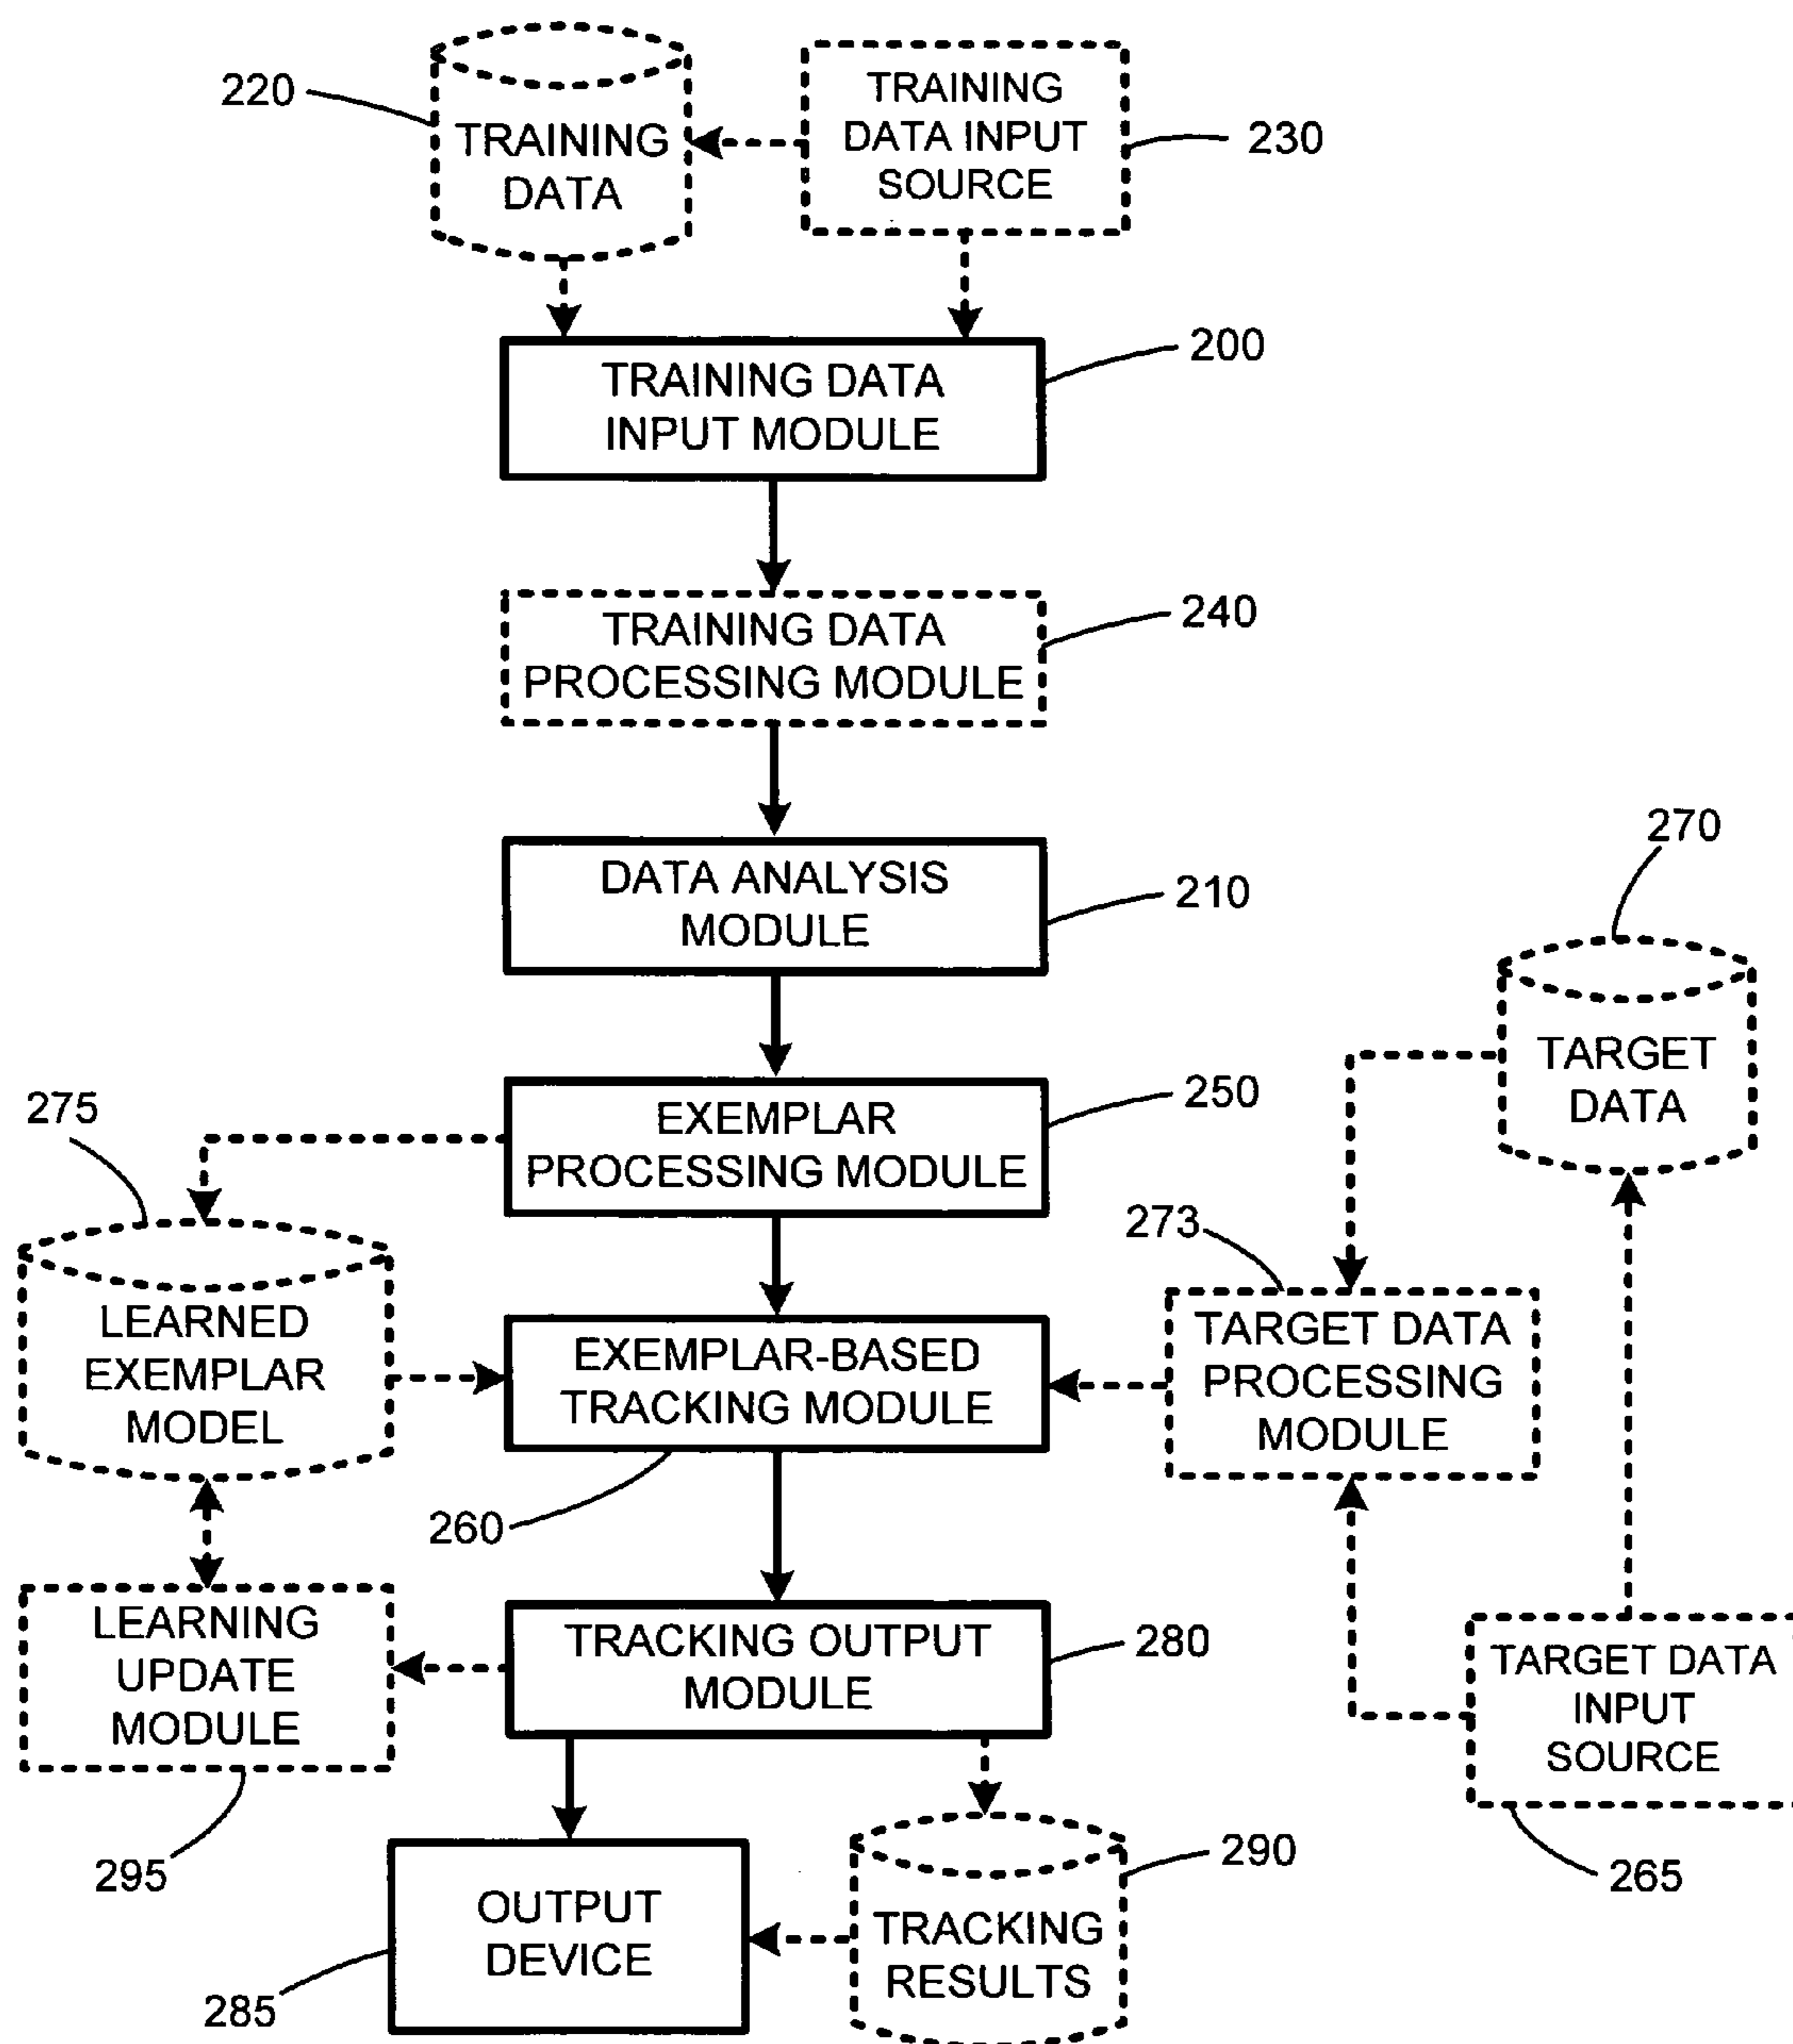 220
TRAINING
DATA
TRAINING
DATA INPUT
SOURCE
230
TRAINING DATA
INPUT MODULE
200
TRAINING DATA
PROCESSING MODULE
240
DATA ANALYSIS
MODULE
210
270
TARGET
DATA
EXEMPLAR
PROCESSING MODULE
250
275
273
LEARNED
EXEMPLAR
MODEL
EXEMPLAR-BASED
TRACKING MODULE
260
TARGET DATA
PROCESSING
MODULE
LEARNING
UPDATE
MODULE
295
TRACKING OUTPUT
MODULE
280
TARGET DATA
INPUT
SOURCE
265
OUTPUT
DEVICE
285
TRACKING
RESULTS
290